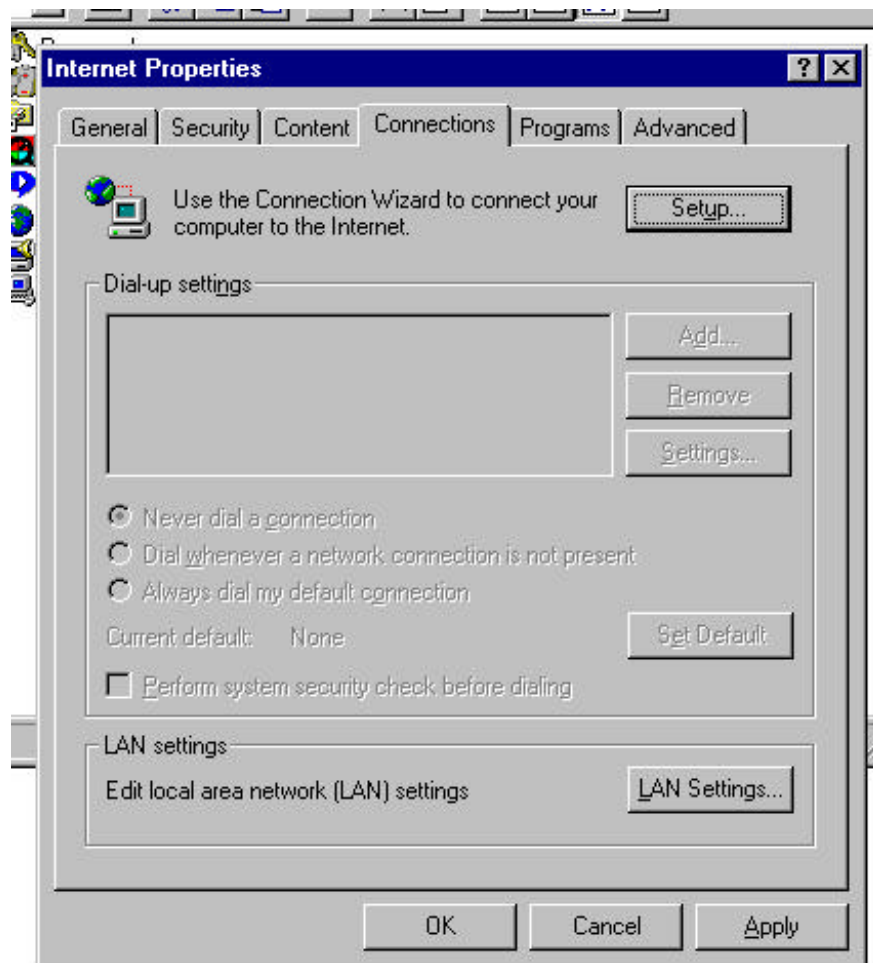 Internet Properties
General Security Content Connections Programs Advanced
Use the Connection Wizard to connect your
computer to the Internet.
Setup...
Dial-up settings
Add...
Remove
Settings...
Never dial a connection
Dial whenever a network connection is not present
Always dial my default connection
Current default: None
Set Default
Perform system security check before dialing
LAN settings
Edit local area network (LAN) settings
LAN Settings...
OK Cancel Apply